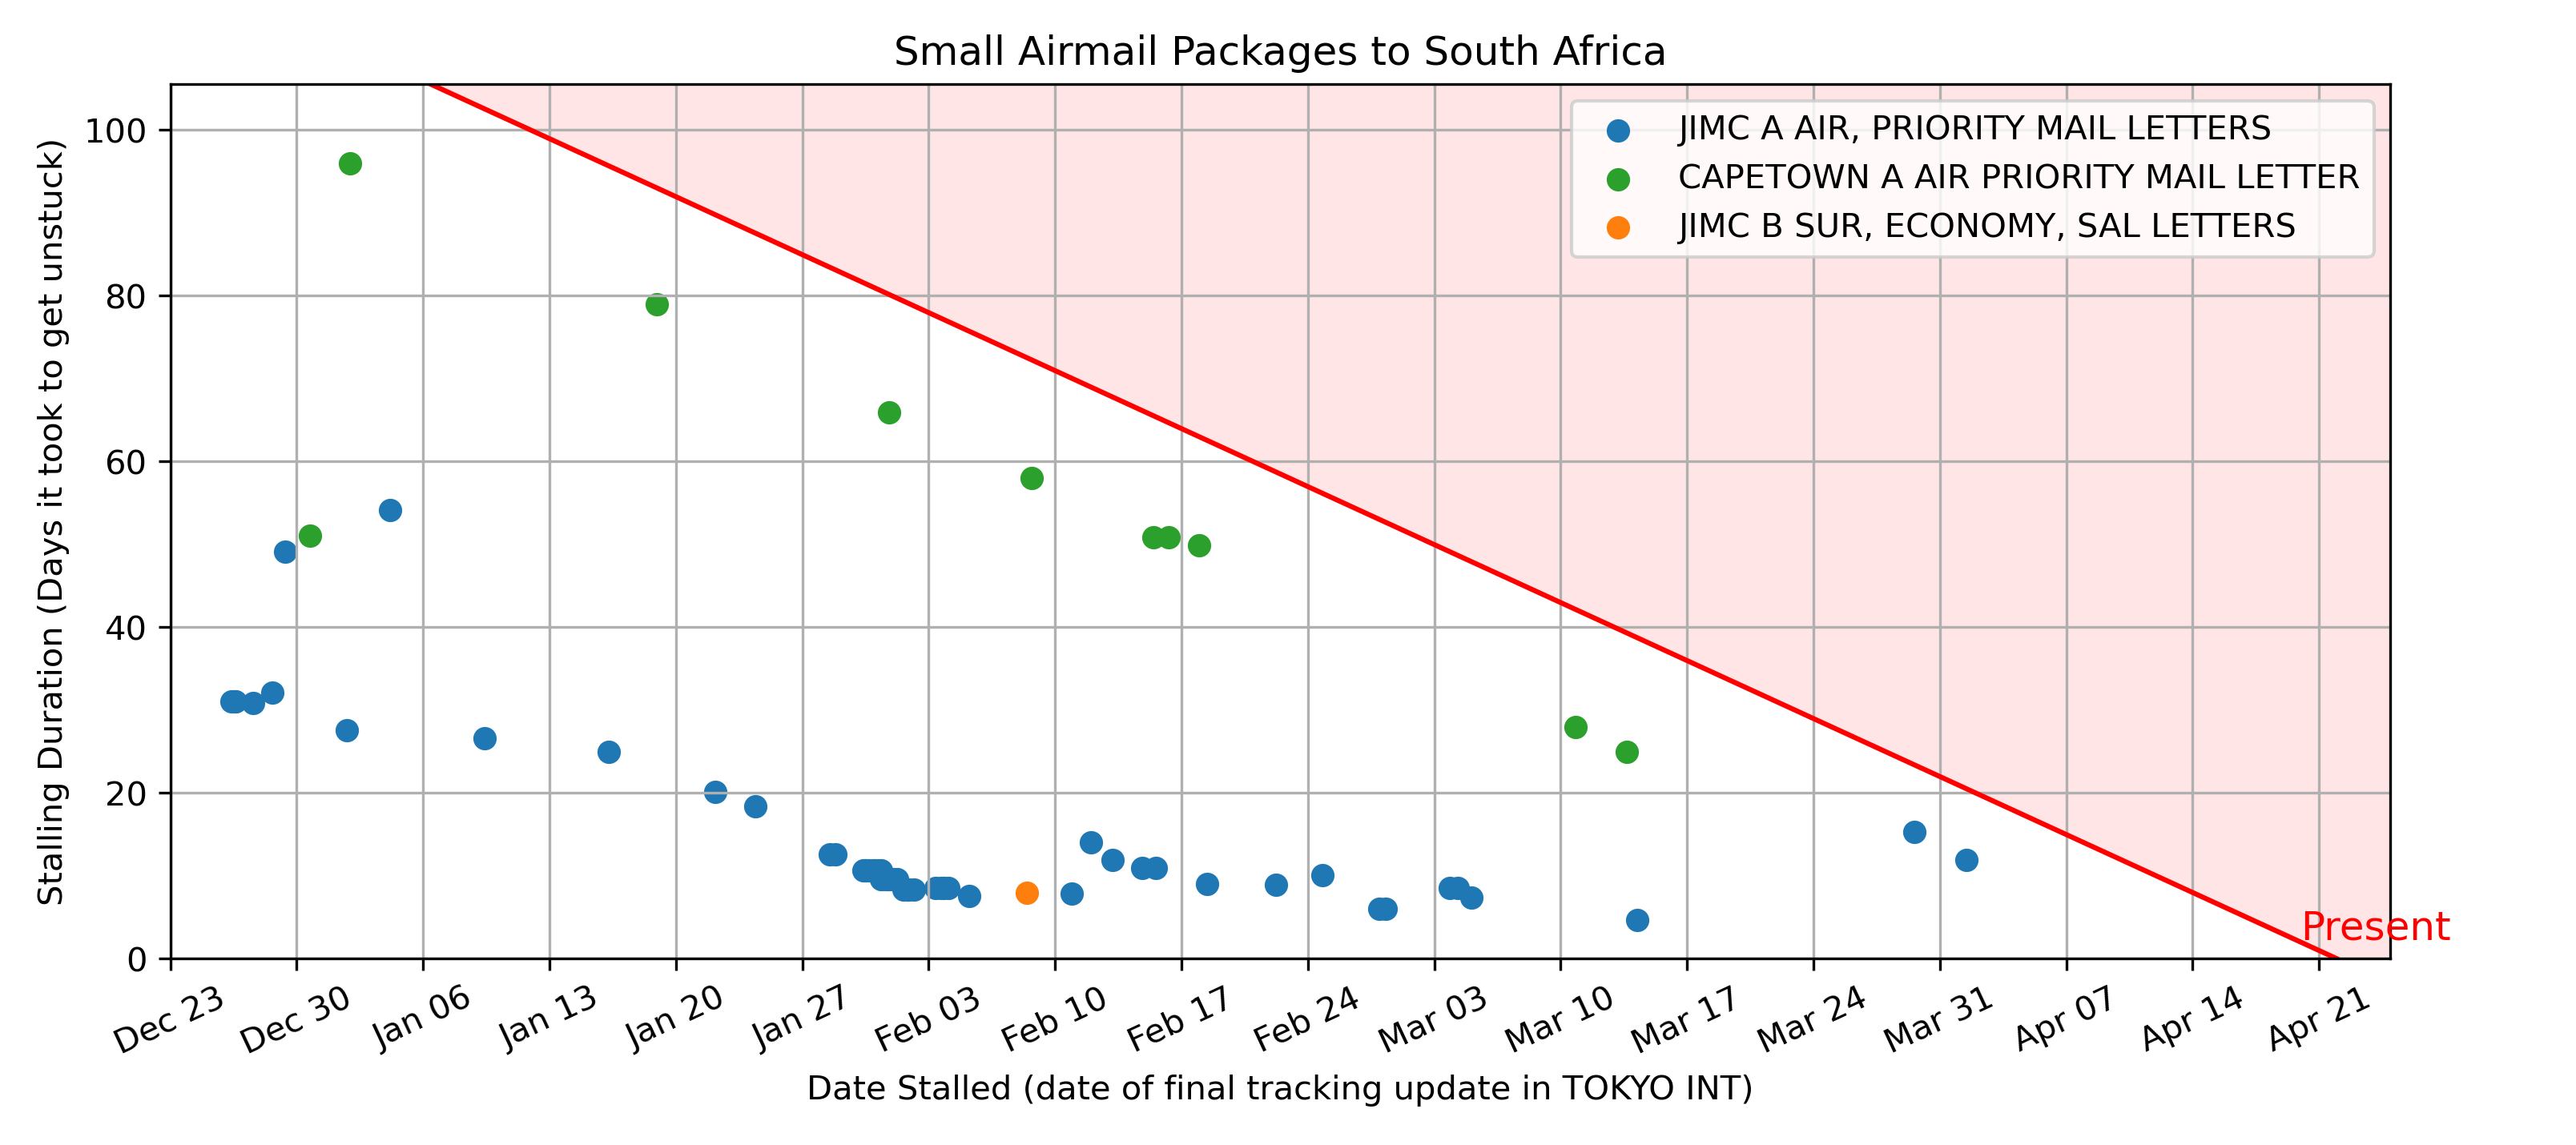 Small Airmail Packages to South Africa
JIMC A AIR, PRIORITY MAIL LETTERS
CAPETOWN A AIR PRIORITY MAIL LETTER
JIMC B SUR, ECONOMY, SAL LETTERS
Stalling Duration (Days it took to get unstuck)
100
80
60
40
20
0
Present
Dec 23
Dec 30
Jan 06
Jan 13
Jan 20
Jan 27
Feb 03
Feb 10
Feb 17
Feb 24
Mar 03
Mar 10
Mar 17
Mar 24
Mar 31
Apr 07
Apr 14
Apr 21
Date Stalled (date of final tracking update in TOKYO INT)